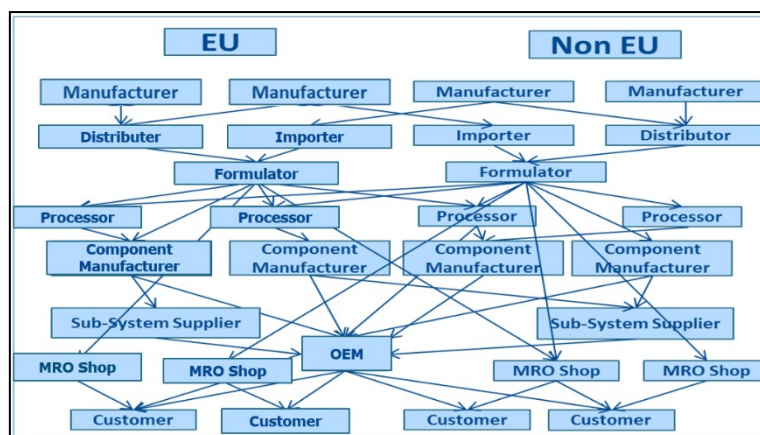 EU
Non EU
Manufacturer
Manufacturer
Manufacturer
Manufacturer
Distributer
Importer
Importer
Distributor
Formulator
Formulator
Processor
Processor
Processor
Processor
Component
Manufacturer
Component
Manufacturer
Component
Manufacturer
Component
Manufacturer
Sub-System Supplier
Sub-System Supplier
OEM
MRO Shop
MRO Shop
MRO Shop
MRO Shop
Customer
Customer
Customer
Customer